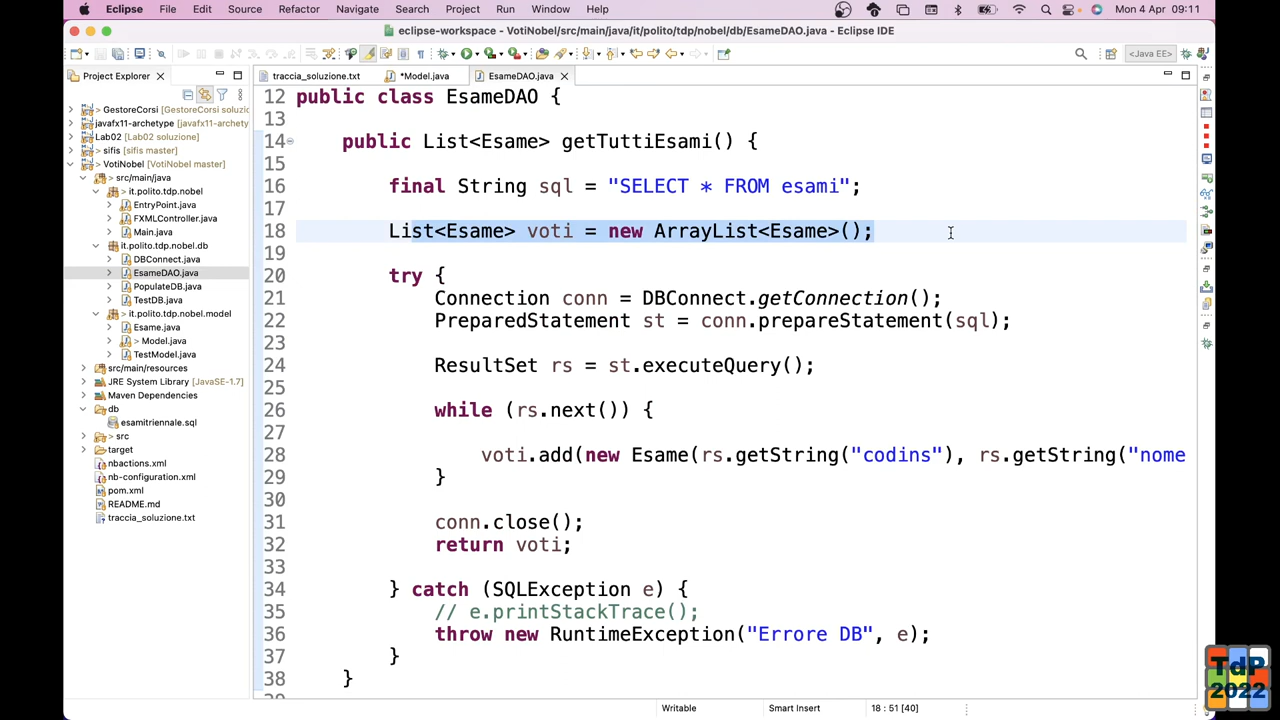 Eclipse File Edit Source Refactor Navigate Search Project Run Window Help Mon 4 Apr 09:11
eclipse-workspace - VotiNobel/src/main/java/it/polito/tdp/nobel/db/EsameDAO.java - Eclipse IDE
<Java EE>
Project Explorer
traccia_soluzione.txt
*Model.java
EsameDAO.java
> GestoreCorsi [GestoreCorsi soluzio
javafx11-archetype [javafx11-archety
Lab02 [Lab02 soluzione]
> sifis [sifis master]
> VotiNobel [VotiNobel master]
> src/main/java
> it.polito.tdp.nobel
EntryPoint.java
FXMLController.java
Main.java
it.polito.tdp.nobel.db
DBConnect.java
EsameDAO.java
PopulateDB.java
TestDB.java
> it.polito.tdp.nobel.model
Esame.java
> Model.java
TestModel.java
src/main/resources
JRE System Library [JavaSE-1.7]
Maven Dependencies
db
esamitriennale.sql
> src
target
nbactions.xml
nb-configuration.xml
pom.xml
README.md
traccia_soluzione.txt
12 public class EsameDAO {
13
14 public List<Esame> getTuttiEsami() {
15
16 final String sql = "SELECT * FROM esami";
17
18 List<Esame> voti = new ArrayList<Esame>();
19
20 try {
21 Connection conn = DBConnect.getConnection();
22 PreparedStatement st = conn.prepareStatement(sql);
23
24 ResultSet rs = st.executeQuery();
25
26 while (rs.next()) {
27
28 voti.add(new Esame(rs.getString("codins"), rs.getString("nome
29 }
30
31 conn.close();
32 return voti;
33
34 } catch (SQLException e) {
35 // e.printStackTrace();
36 throw new RuntimeException("Errore DB", e);
37 }
38 }
Writable
Smart Insert
18 : 51 [40]
TdP
2022